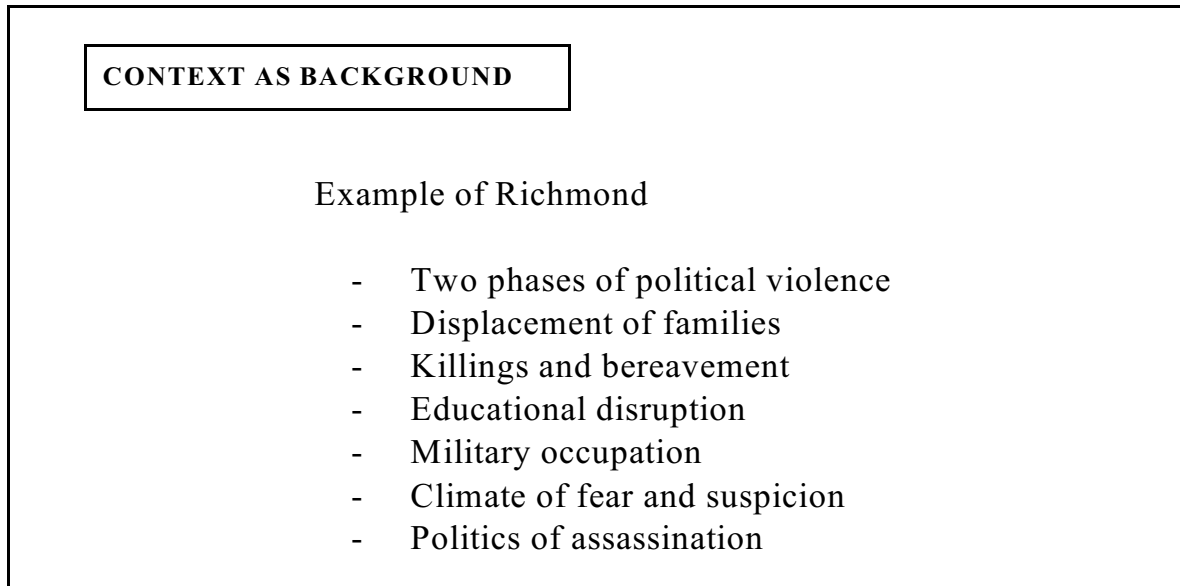 CONTEXT AS BACKGROUND
Example of Richmond
- Two phases of political violence
- Displacement of families
- Killings and bereavement
- Educational disruption
- Military occupation
- Climate of fear and suspicion
- Politics of assassination